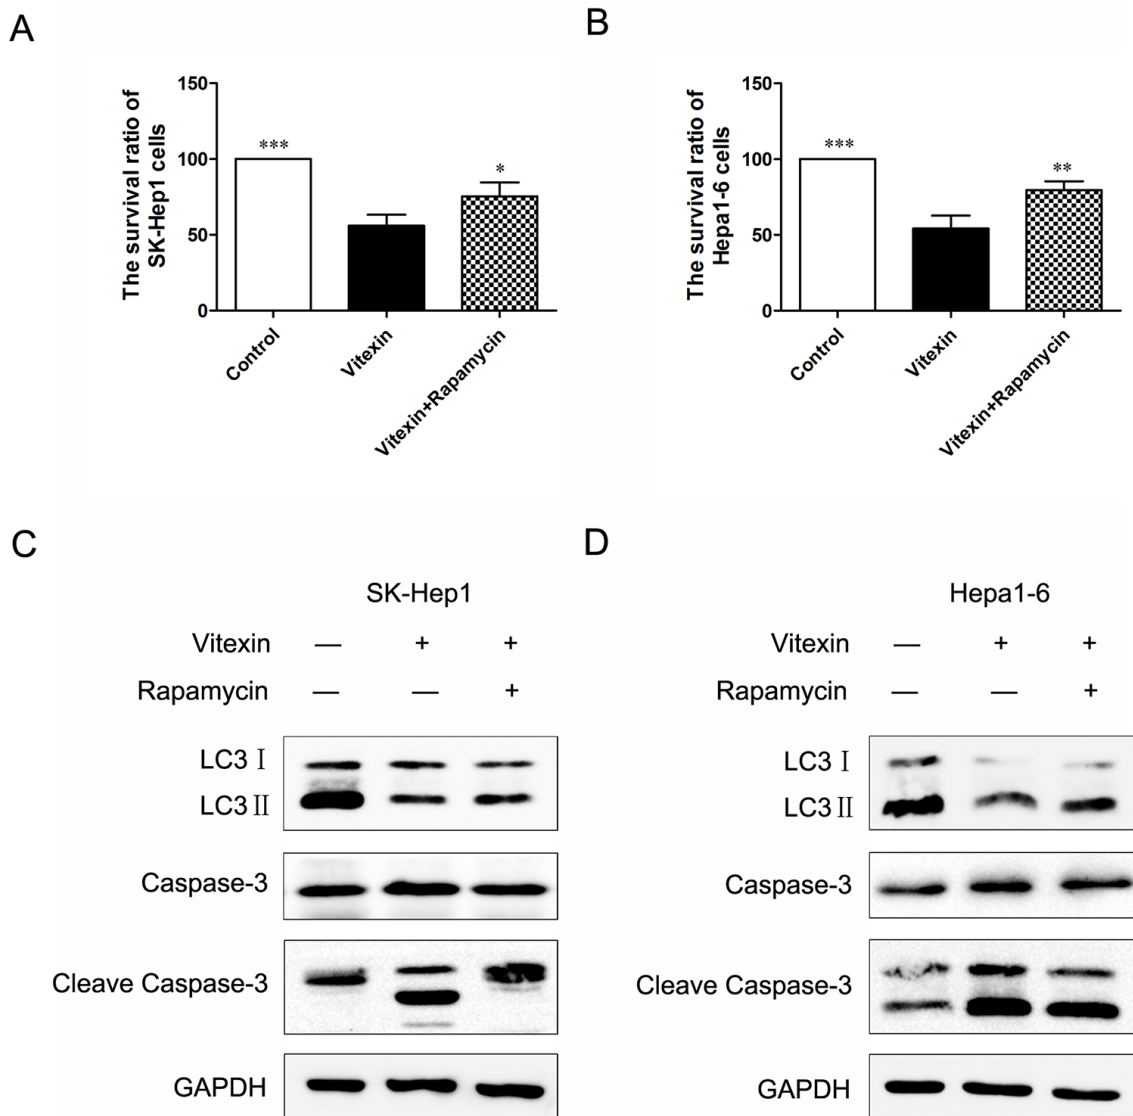 A
The survival ratio of
SK-Hep1 cells
150
100
50
0
***
*
Control
Vitexin
Vitexin+Rapamycin
B
The survival ratio of
Hepa1-6 cells
150
100
50
0
***
**
Control
Vitexin
Vitexin+Rapamycin
C
SK-Hep1
Vitexin — + +
Rapamycin — — +
LC3 Ⅰ
LC3 Ⅱ
Caspase-3
Cleave Caspase-3
GAPDH
D
Hepa1-6
Vitexin — + +
Rapamycin — — +
LC3 Ⅰ
LC3 Ⅱ
Caspase-3
Cleave Caspase-3
GAPDH